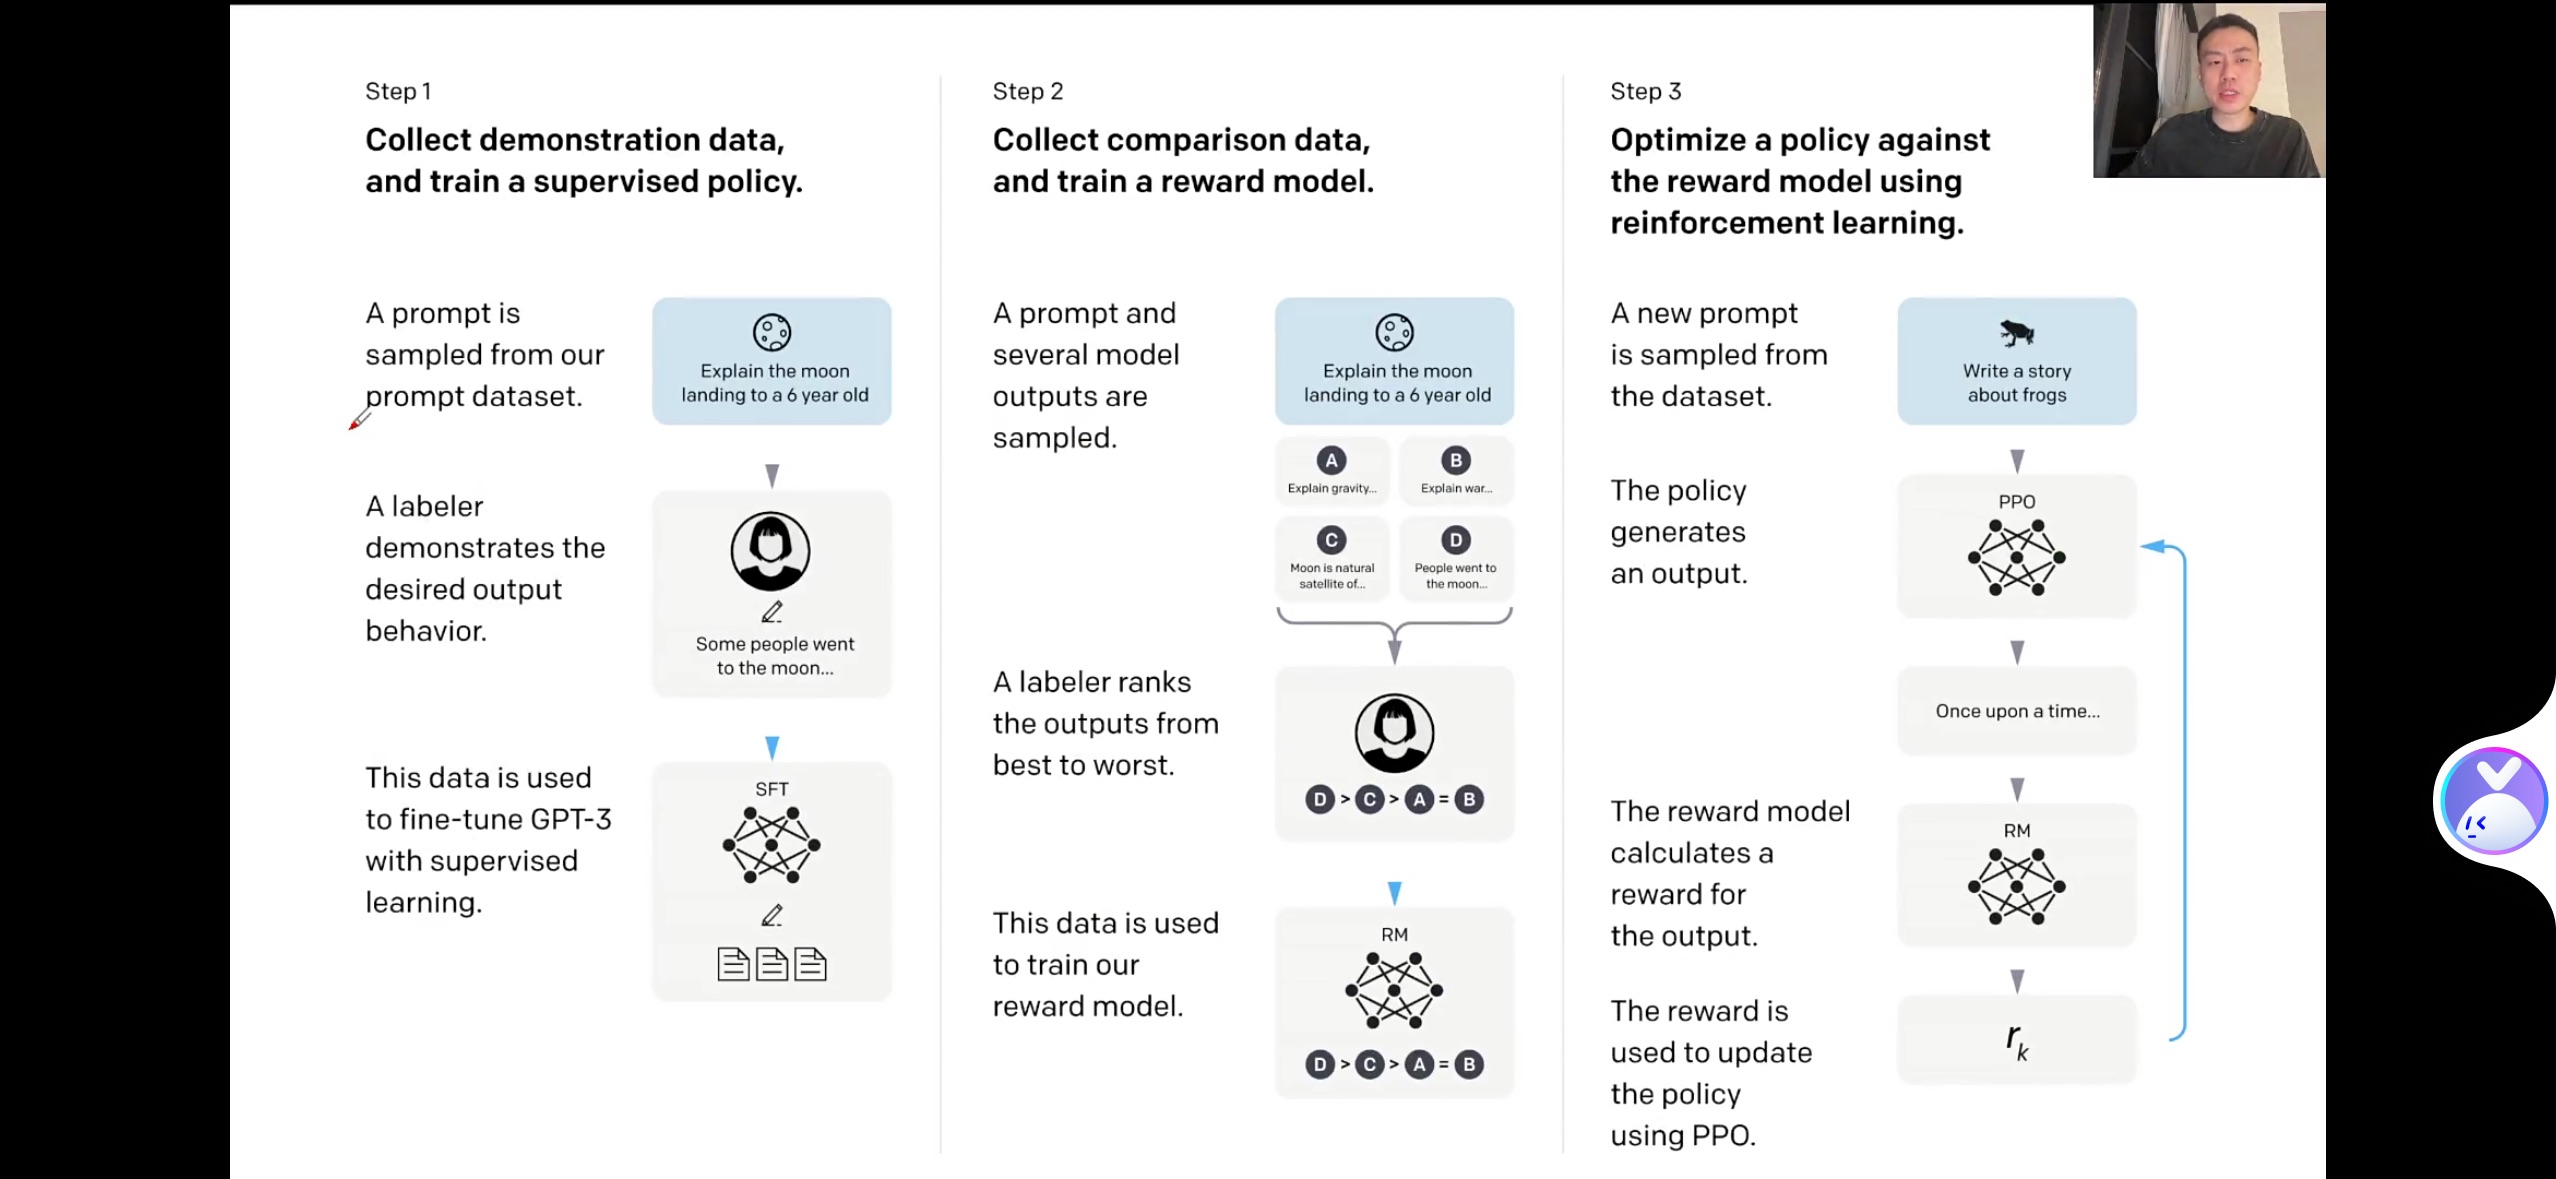 Step 1
Collect demonstration data,
and train a supervised policy.
A prompt is
sampled from our
prompt dataset.
Explain the moon
landing to a 6 year old
A labeler
demonstrates the
desired output
behavior.
Some people went
to the moon...
This data is used
to fine-tune GPT-3
with supervised
learning.
SFT
Step 2
Collect comparison data,
and train a reward model.
A prompt and
several model
outputs are
sampled.
Explain the moon
landing to a 6 year old
A
Explain gravity...
B
Explain war...
C
Moon is natural
satellite of...
D
People went to
the moon...
A labeler ranks
the outputs from
best to worst.
D > C > A = B
This data is used
to train our
reward model.
RM
D > C > A = B
Step 3
Optimize a policy against
the reward model using
reinforcement learning.
A new prompt
is sampled from
the dataset.
Write a story
about frogs
The policy
generates
an output.
PPO
Once upon a time...
The reward model
calculates a
reward for
the output.
RM
The reward is
used to update
the policy
using PPO.
r_k